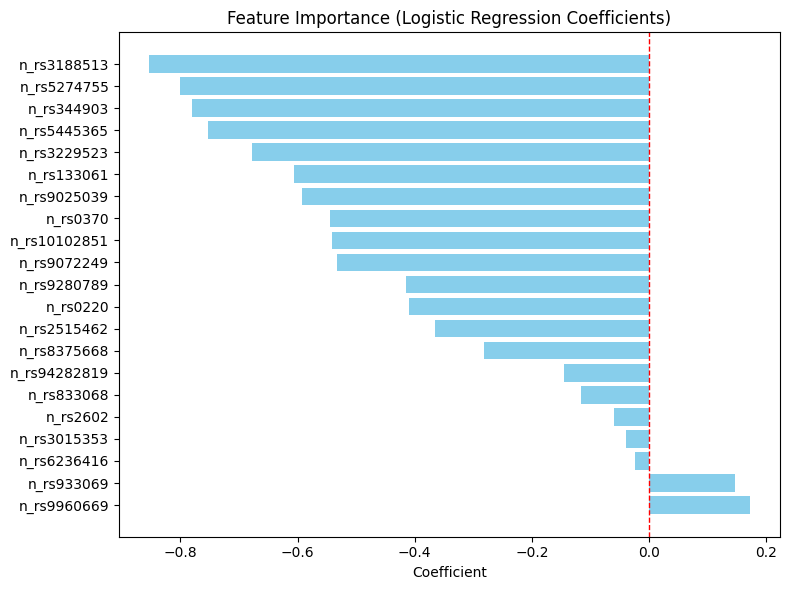 Feature Importance (Logistic Regression Coefficients)
n_rs3188513
n_rs5274755
n_rs344903
n_rs5445365
n_rs3229523
n_rs133061
n_rs9025039
n_rs0370
n_rs10102851
n_rs9072249
n_rs9280789
n_rs0220
n_rs2515462
n_rs8375668
n_rs94282819
n_rs833068
n_rs2602
n_rs3015353
n_rs6236416
n_rs933069
n_rs9960669
−0.8 −0.6 −0.4 −0.2 0.0 0.2
Coefficient